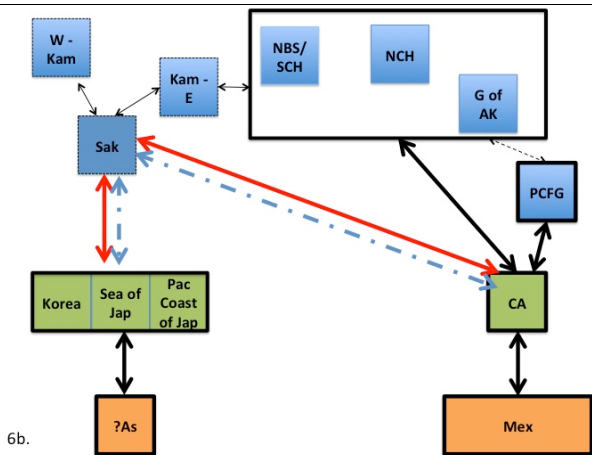 W -
Kam
Kam -
E
NBS/
SCH
NCH
G of
AK
Sak
PCFG
Korea
Sea of
Jap
Pac
Coast
of Jap
CA
?As
Mex
6b.